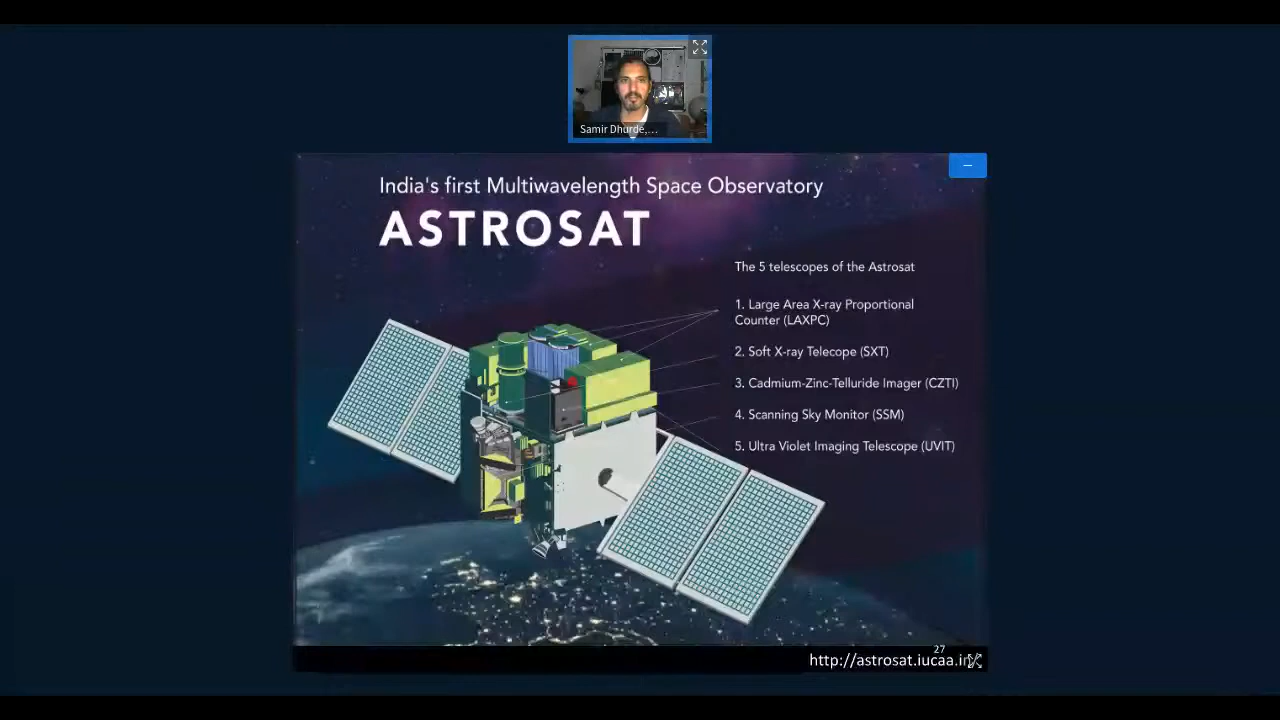 Samir Dhurde,...
India's first Multiwavelength Space Observatory
ASTROSAT
The 5 telescopes of the Astrosat
1. Large Area X-ray Proportional
Counter (LAXPC)
2. Soft X-ray Telecope (SXT)
3. Cadmium-Zinc-Telluride Imager (CZTI)
4. Scanning Sky Monitor (SSM)
5. Ultra Violet Imaging Telescope (UVIT)
27
http://astrosat.iucaa.in/